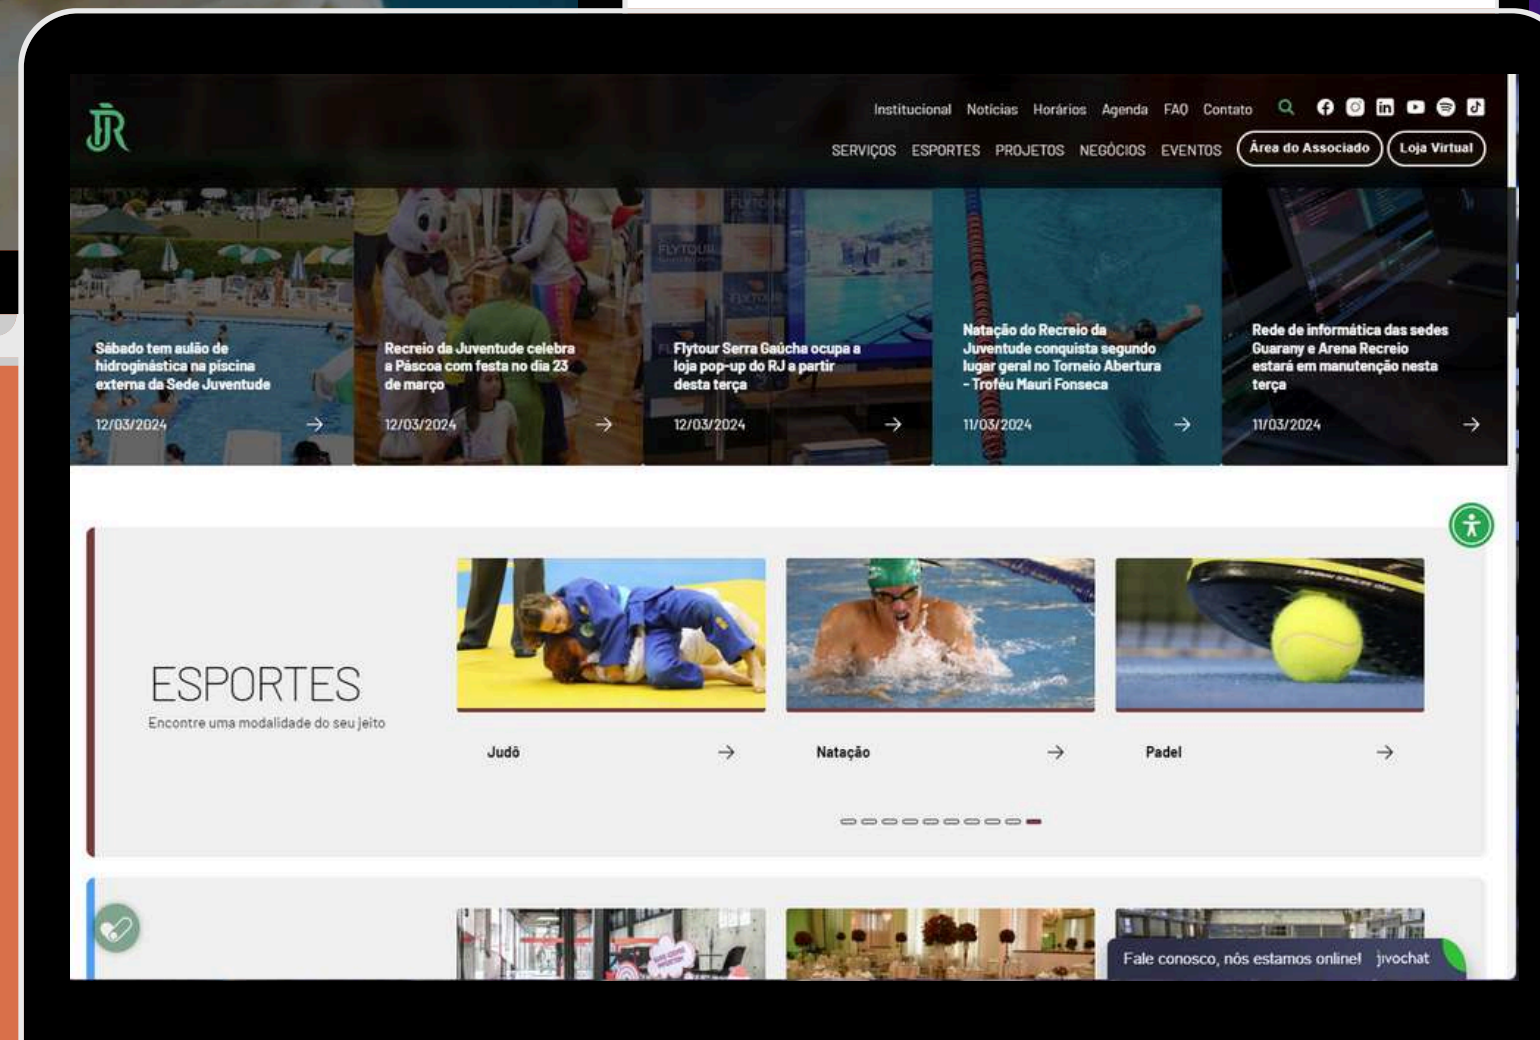 Institucional Notícias Horários Agenda FAQ Contato
SERVIÇOS ESPORTES PROJETOS NEGÓCIOS EVENTOS Área do Associado Loja Virtual
FLYTOUR
FLYTOUR
FLYTOUR
Sábado tem aulão de
hidroginástica na piscina
externa da Sede Juventude
12/03/2024
Recreio da Juventude celebra
a Páscoa com festa no dia 23
de março
12/03/2024
Flytour Serra Gaúcha ocupa a
loja pop-up do RJ a partir
desta terça
12/03/2024
Natação do Recreio da
Juventude conquista segundo
lugar geral no Torneio Abertura
- Troféu Mauri Fonseca
11/03/2024
Rede de informática das sedes
Guarany e Arena Recreio
estará em manutenção nesta
terça
11/03/2024
ESPORTES
Encontre uma modalidade do seu jeito
Judô
Natação
Padel
Fale conosco, nós estamos online! jivochat